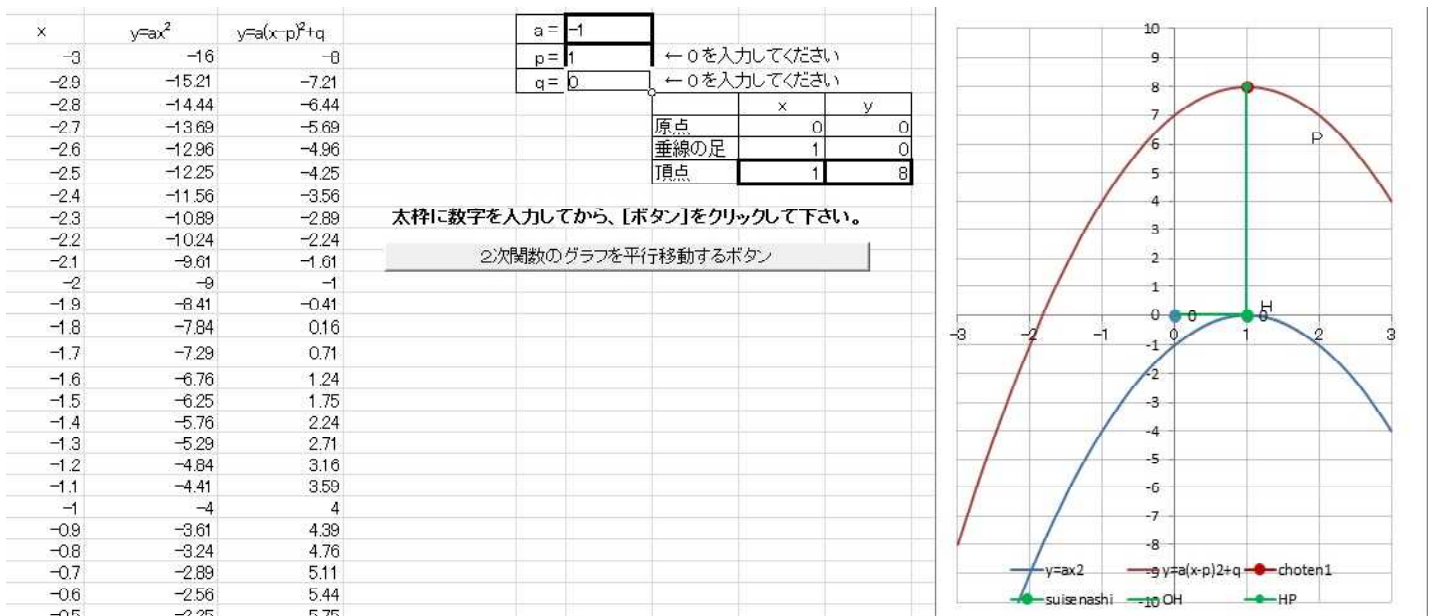 x y=ax² y=a(x-p)²+q
-3 -16 -8
-2.9 -15.21 -7.21
-2.8 -14.44 -6.44
-2.7 -13.69 -5.69
-2.6 -12.96 -4.96
-2.5 -12.25 -4.25
-2.4 -11.56 -3.56
-2.3 -10.89 -2.89
-2.2 -10.24 -2.24
-2.1 -9.61 -1.61
-2 -9 -1
-1.9 -8.41 -0.41
-1.8 -7.84 0.16
-1.7 -7.29 0.71
-1.6 -6.76 1.24
-1.5 -6.25 1.75
-1.4 -5.76 2.24
-1.3 -5.29 2.71
-1.2 -4.84 3.16
-1.1 -4.41 3.59
-1 -4 4
-0.9 -3.61 4.39
-0.8 -3.24 4.76
-0.7 -2.89 5.11
-0.6 -2.56 5.44
-0.5 -2.25 5.75
a = -1
p = 1 ←0を入力してください
q = 0 ←0を入力してください
x y
原点 0 0
垂線の足 1 0
頂点 1 8
太枠に数字を入力してから、[ボタン]をクリックして下さい。
2次関数のグラフを平行移動するボタン
10
9
8
7
P
6
5
4
3
2
1
H
0 0 0
-3 -2 -1 0 1 2 3
-1
-2
-3
-4
-5
-6
-7
-8
-9
y=ax2 y=a(x-p)2+q choten1
-10
suisenashi OH HP